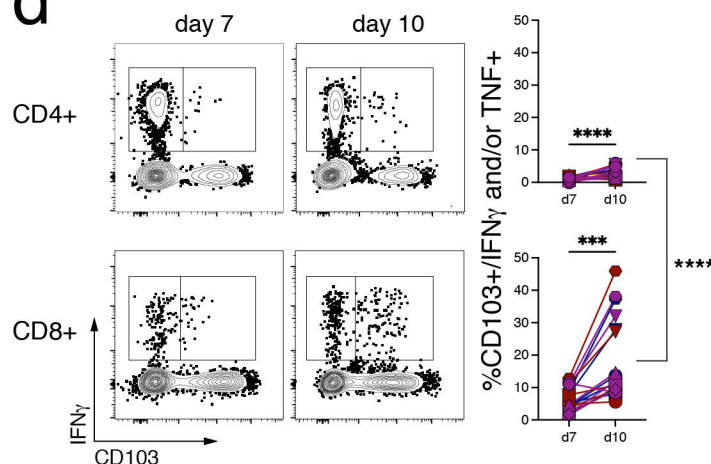 d
day 7 day 10
CD4+
CD8+
IFNγ
CD103
%CD103+/IFNγ and/or TNF+
50
40
30
20
10
0
****
d7 d10
50
40
30
20
10
0
***
d7 d10
****